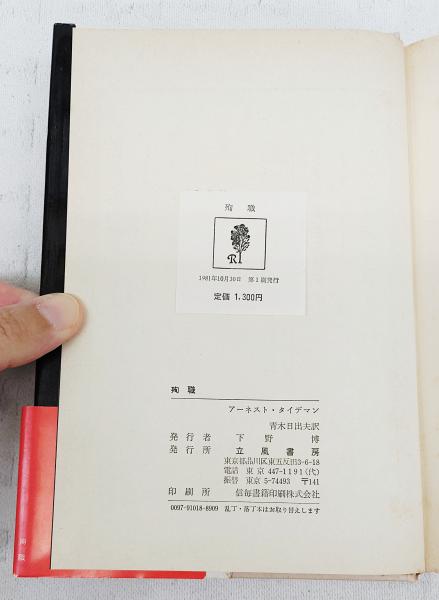 殉職
R
1981年10月30日 第1刷発行
定価 1,300円
殉職
アーネスト・タイデマン
青木日出夫訳
発行者 下野博
発行所 立風書房
東京都品川区東五反田3-6-18
電話 東京 447-1191(代)
振替 東京 5-74493 〒141
印刷所 信毎書籍印刷株式会社
0097-91018-8909 乱丁・落丁本はお取り替えします
殉職